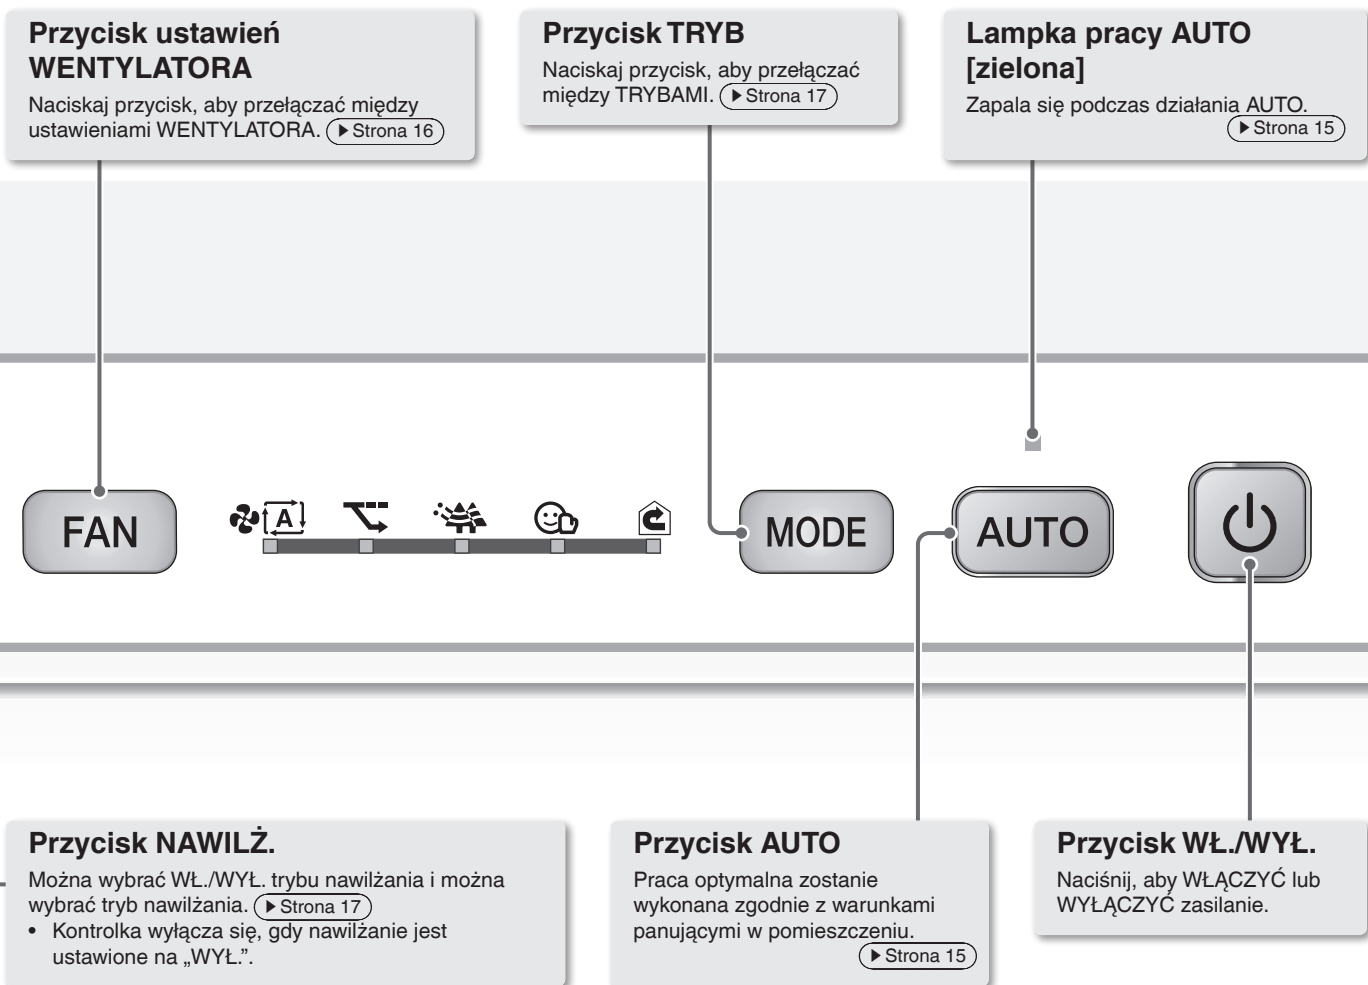 Przycisk ustawień
WENTYLATORA
Naciskaj przycisk, aby przełączać między
ustawieniami WENTYLATORA. ▶ Strona 16
Przycisk TRYB
Naciskaj przycisk, aby przełączać
między TRYBAMI. ▶ Strona 17
Lampka pracy AUTO
[zielona]
Zapala się podczas działania AUTO.
▶ Strona 15
FAN
A
MODE
AUTO
Przycisk NAWILŻ.
Można wybrać WŁ./WYŁ. trybu nawilżania i można
wybrać tryb nawilżania. ▶ Strona 17
• Kontrolka wyłącza się, gdy nawilżanie jest
ustawione na „WYŁ.”.
Przycisk AUTO
Praca optymalna zostanie
wykonana zgodnie z warunkami
panującymi w pomieszczeniu.
▶ Strona 15
Przycisk WŁ./WYŁ.
Naciśnij, aby WŁĄCZYĆ lub
WYŁĄCZYĆ zasilanie.